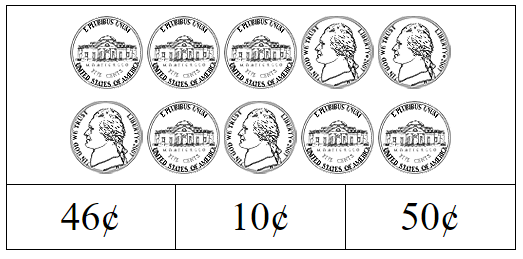 E PLURIBUS UNUM
MONTICELLO
FIVE CENTS
UNITED STATES OF AMERICA
E PLURIBUS UNUM
MONTICELLO
FIVE CENTS
UNITED STATES OF AMERICA
E PLURIBUS UNUM
MONTICELLO
FIVE CENTS
UNITED STATES OF AMERICA
IN GOD WE TRUST
LIBERTY
IN GOD WE TRUST
LIBERTY
IN GOD WE TRUST
LIBERTY
E PLURIBUS UNUM
MONTICELLO
FIVE CENTS
UNITED STATES OF AMERICA
IN GOD WE TRUST
LIBERTY
E PLURIBUS UNUM
MONTICELLO
FIVE CENTS
UNITED STATES OF AMERICA
E PLURIBUS UNUM
MONTICELLO
FIVE CENTS
UNITED STATES OF AMERICA
46¢ 10¢ 50¢